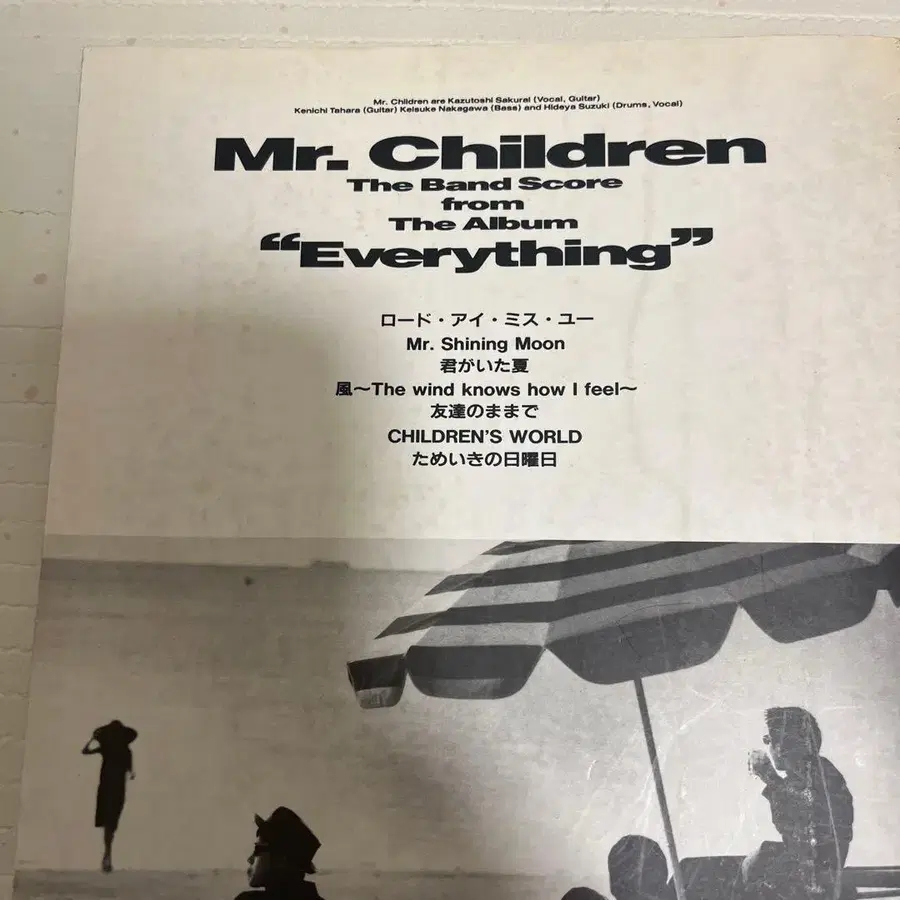 Mr. Children are Kazutoshi Sakurai (Vocal, Guitar)
Kenichi Tahara (Guitar) Keisuke Nakagawa (Bass) and Hideya Suzuki (Drums, Vocal)
Mr. Children
The Band Score
from
The Album
“Everything”
ロード・アイ・ミス・ユー
Mr. Shining Moon
君がいた夏
風〜The wind knows how I feel〜
友達のままで
CHILDREN'S WORLD
ためいきの日曜日